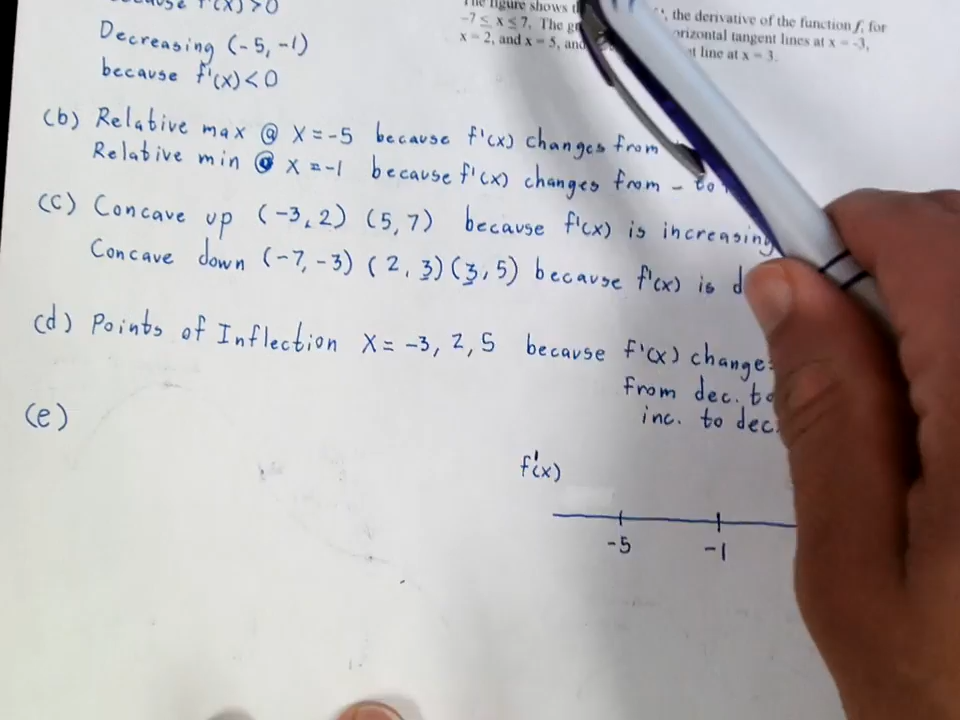 because f'(x) > 0
Decreasing (-5, -1)
because f'(x) < 0
The figure shows , the derivative of the function f, for
-7 ≤ x ≤ 7. The orizontal tangent lines at x = -3,
x = 2, and x = 5, and line at x = 3.
(b) Relative max @ x = -5 because f'(x) changes from
Relative min @ x = -1 because f'(x) changes from - to
(c) Concave up (-3, 2) (5, 7) because f'(x) is increasing
Concave down (-7, -3) (2, 3) (3, 5) because f'(x) is d
(d) Points of Inflection x = -3, 2, 5 because f'(x) change
from dec. to
inc. to dec.
(e)
f'(x)
-5 -1